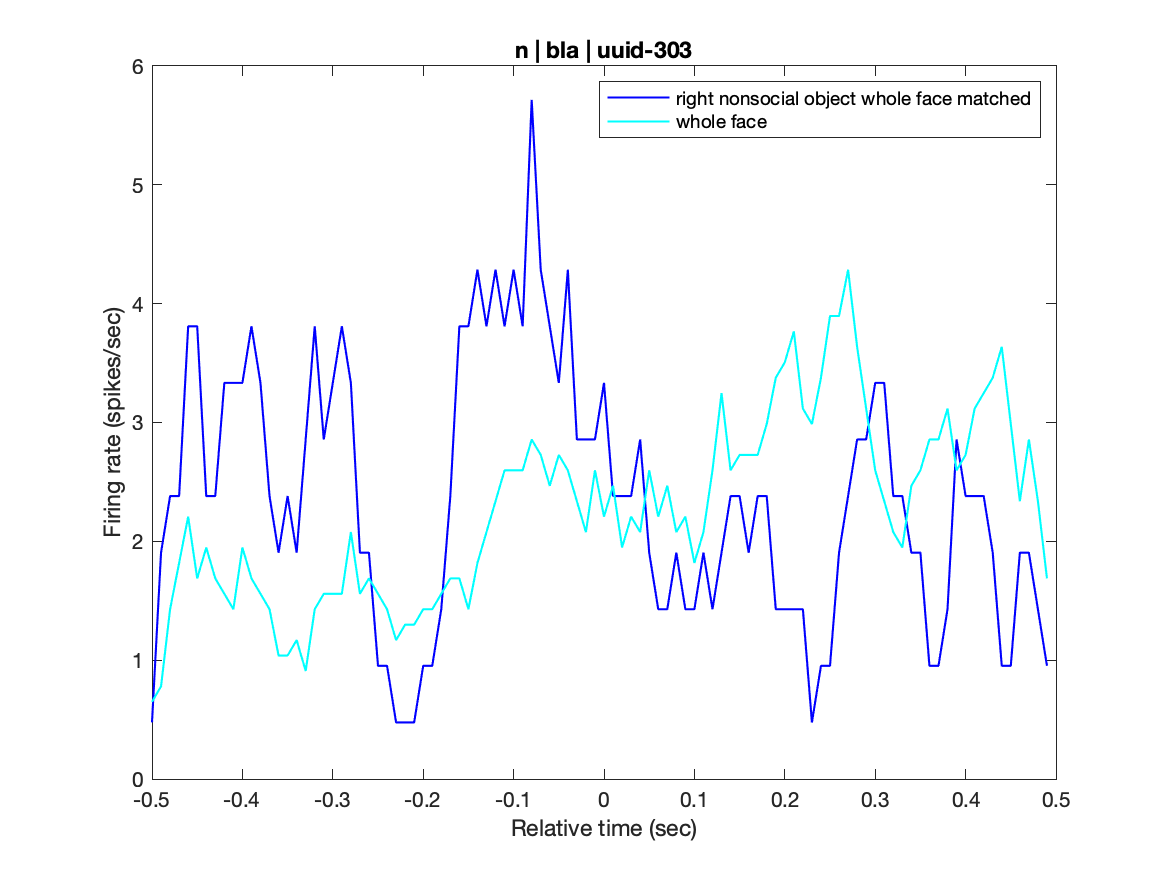 n | bla | uuid-303
right nonsocial object whole face matched
whole face
6
5
4
3
2
1
0
Firing rate (spikes/sec)
-0.5 -0.4 -0.3 -0.2 -0.1 0 0.1 0.2 0.3 0.4 0.5
Relative time (sec)